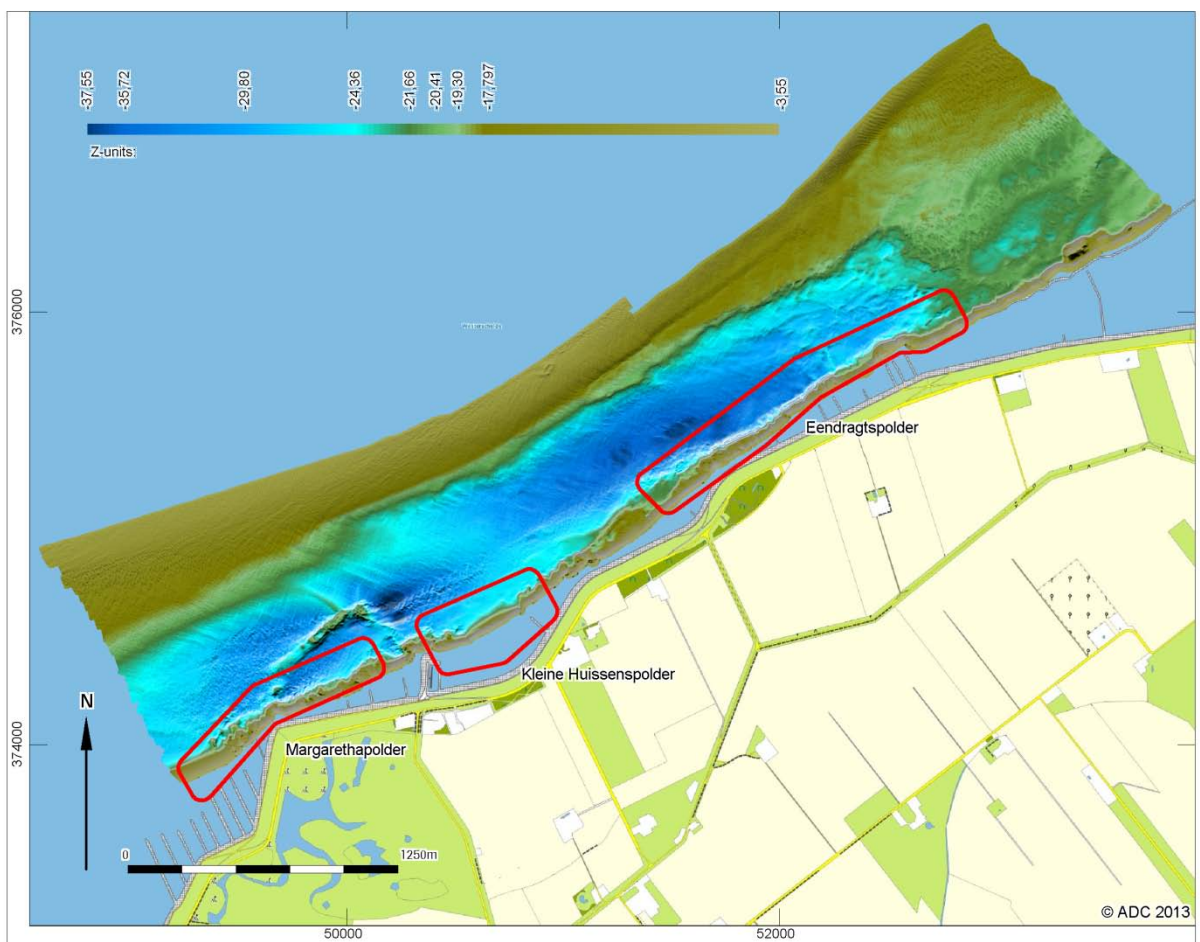 -37,55
-35,72
-29,80
-24,36
-21,66
-20,41
-19,30
-17,797
-3,55
Z-units:
376000
Eendragtspolder
Kleine Huissenspolder
Margarethapolder
374000
N
0 1250m
© ADC 2013
50000 52000